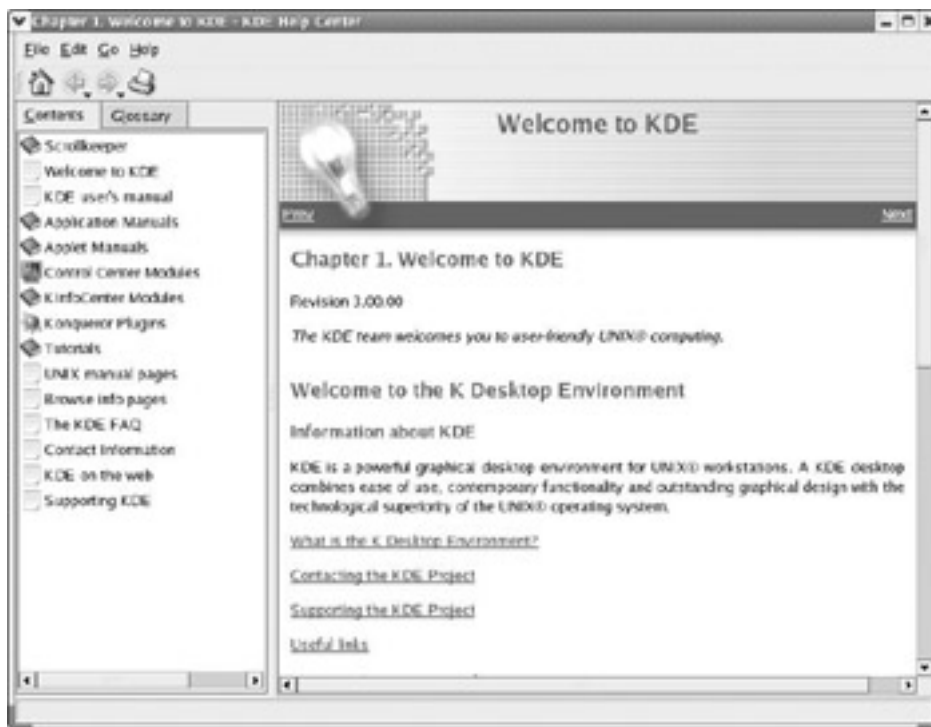 Chapter 1. Welcome to KDE - KDE Help Center
File Edit Go Help
Contents Glossary
Scrollkeeper
Welcome to KDE
KDE user's manual
Application Manuals
Applet Manuals
Control Center Modules
KInfoCenter Modules
Konqueror Plugins
Tutorials
UNIX manual pages
Browse info pages
The KDE FAQ
Contact Information
KDE on the web
Supporting KDE
Welcome to KDE
Prev Next
Chapter 1. Welcome to KDE
Revision 3.00.00
The KDE team welcomes you to user-friendly UNIX® computing.
Welcome to the K Desktop Environment
Information about KDE
KDE is a powerful graphical desktop environment for UNIX® workstations. A KDE desktop
combines ease of use, contemporary functionality and outstanding graphical design with the
technological superiority of the UNIX® operating system.
What is the K Desktop Environment?
Contacting the KDE Project
Supporting the KDE Project
Useful links